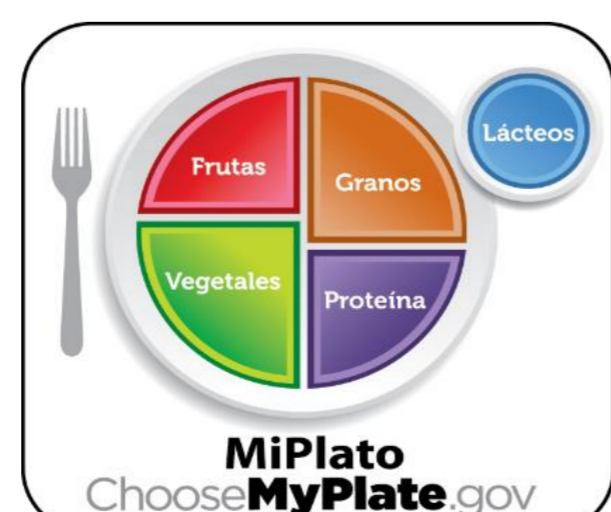 Lácteos
Frutas
Granos
Vegetales
Proteína
MiPlato
ChooseMyPlate.gov